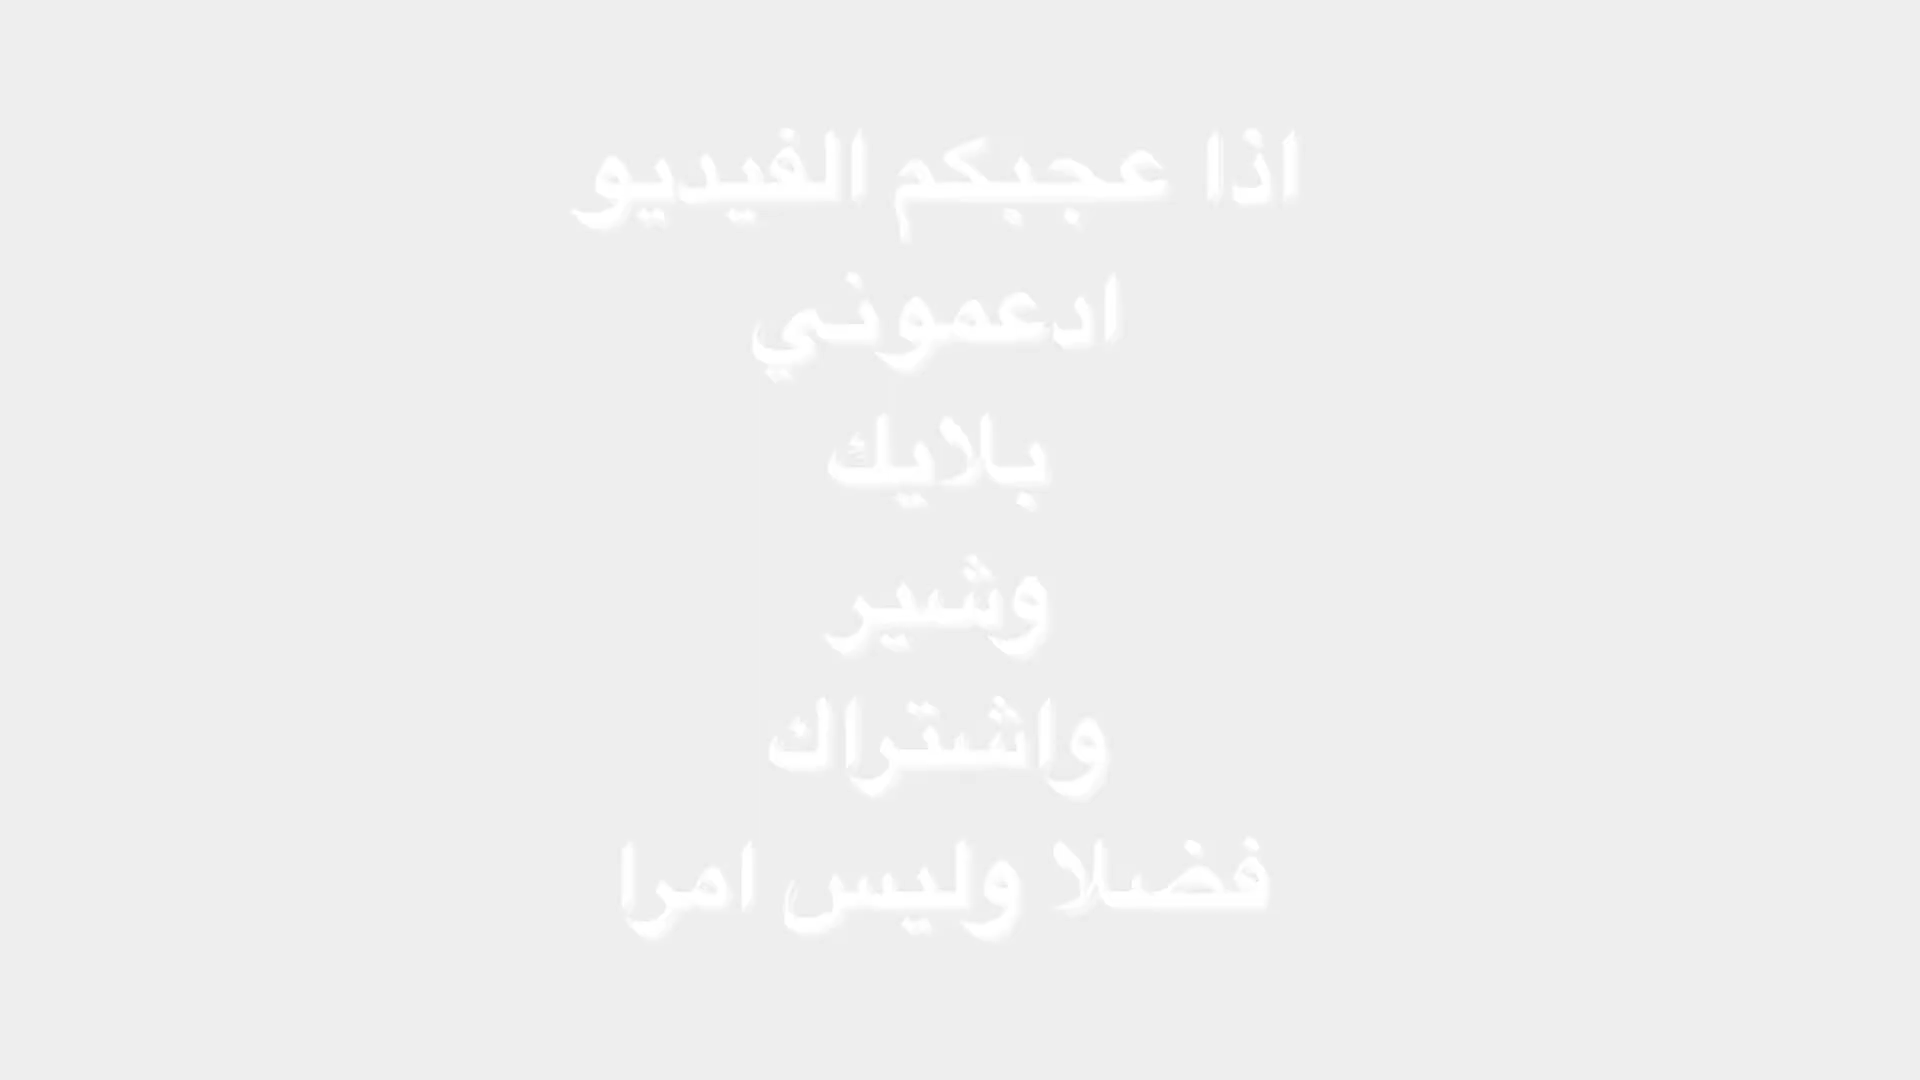 اذا عجبكم الفيديو
ادعموني
بلايك
وشير
واشتراك
فضلا وليس امرا